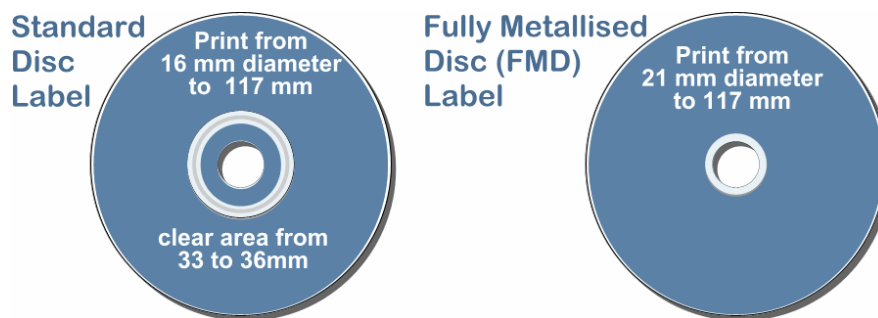 Standard
Disc
Label
Print from
16 mm diameter
to 117 mm
clear area from
33 to 36mm
Fully Metallised
Disc (FMD)
Label
Print from
21 mm diameter
to 117 mm